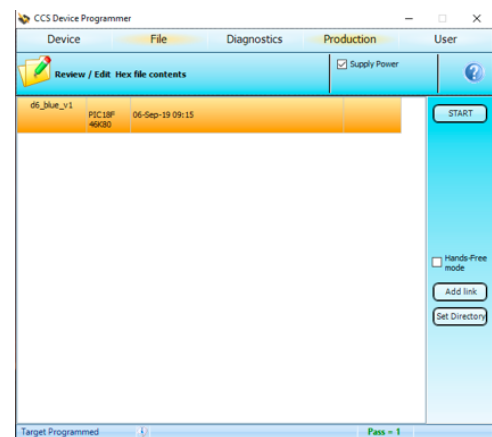 CCS Device Programmer
Device File Diagnostics Production User
Review / Edit Hex file contents
Supply Power
d6_blue_v1
PIC18F
46K80
06-Sep-19 09:15
START
Hands-Free
mode
Add link
Set Directory
Target Programmed
Pass = 1